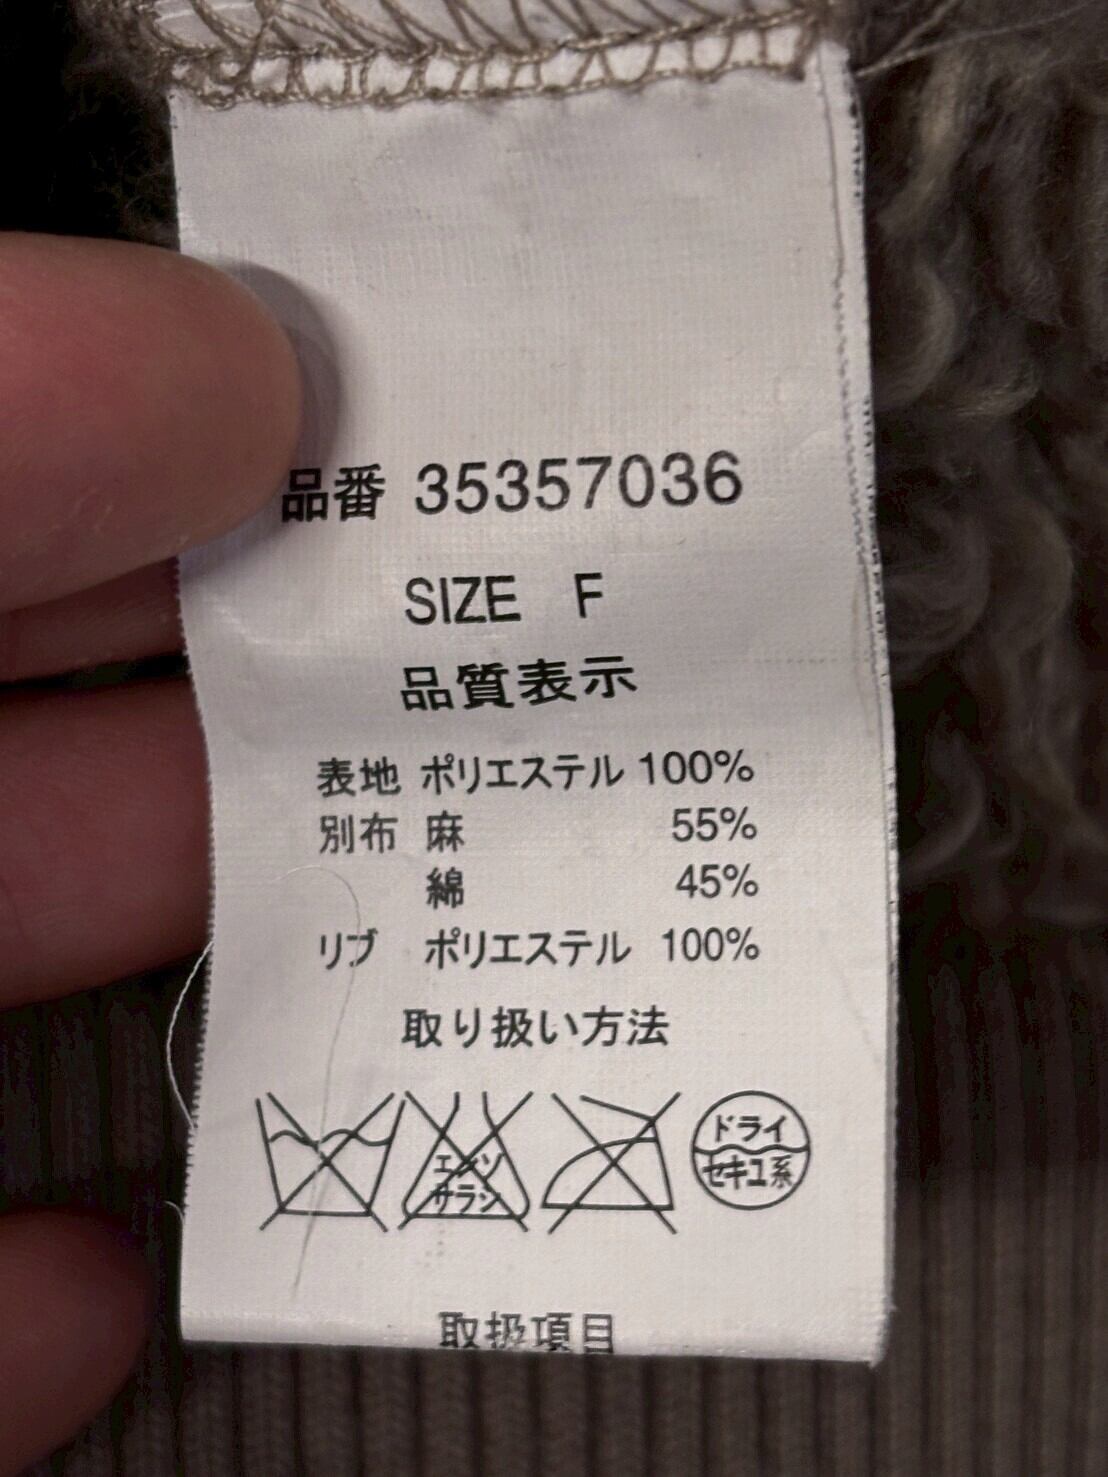 品番 35357036
SIZE F
品質表示
表地 ポリエステル 100%
別布 麻 55%
綿 45%
リブ ポリエステル 100%
取り扱い方法
エンソ
サラシ
ドライ
セキユ系
取扱項目